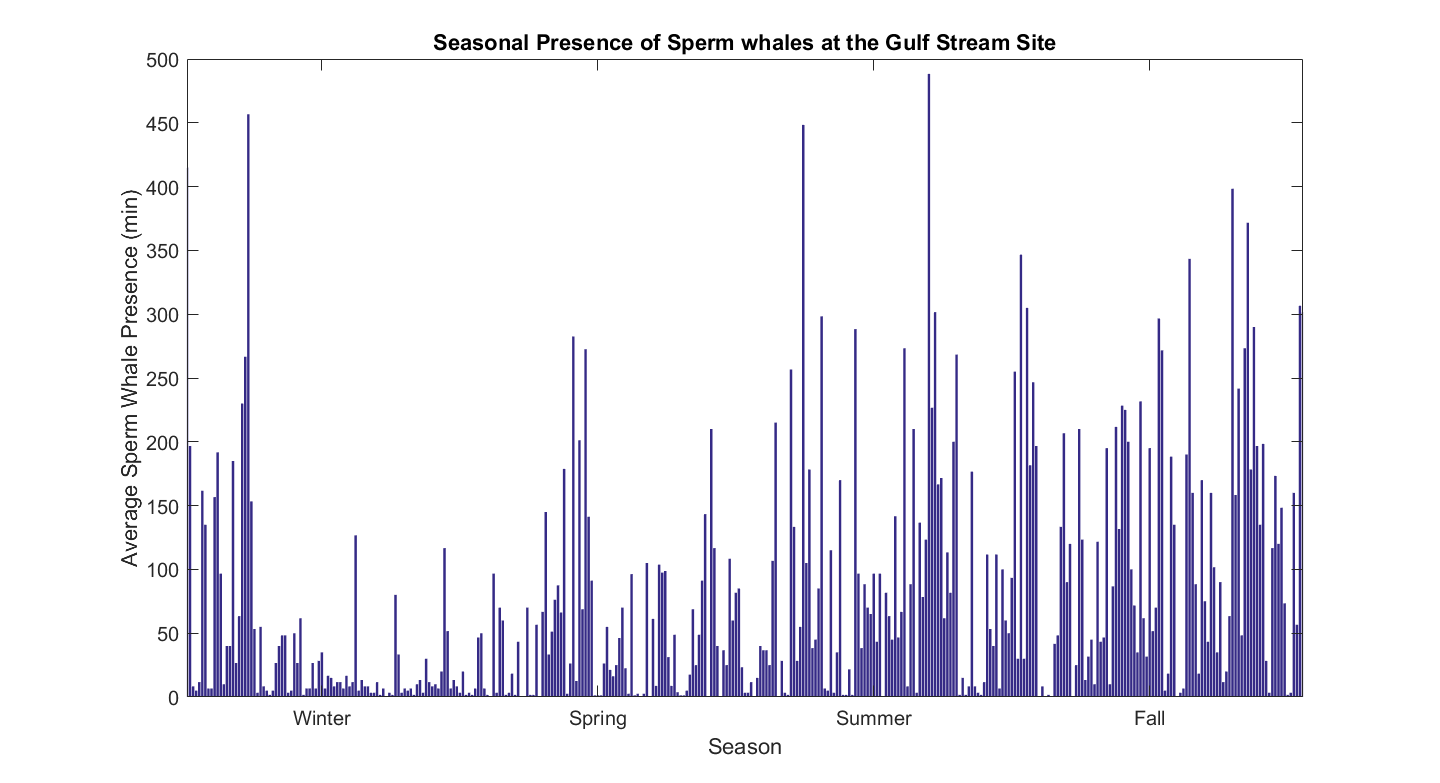 Seasonal Presence of Sperm whales at the Gulf Stream Site
500
450
400
350
300
250
200
150
100
50
0
Average Sperm Whale Presence (min)
Winter Spring Summer Fall
Season